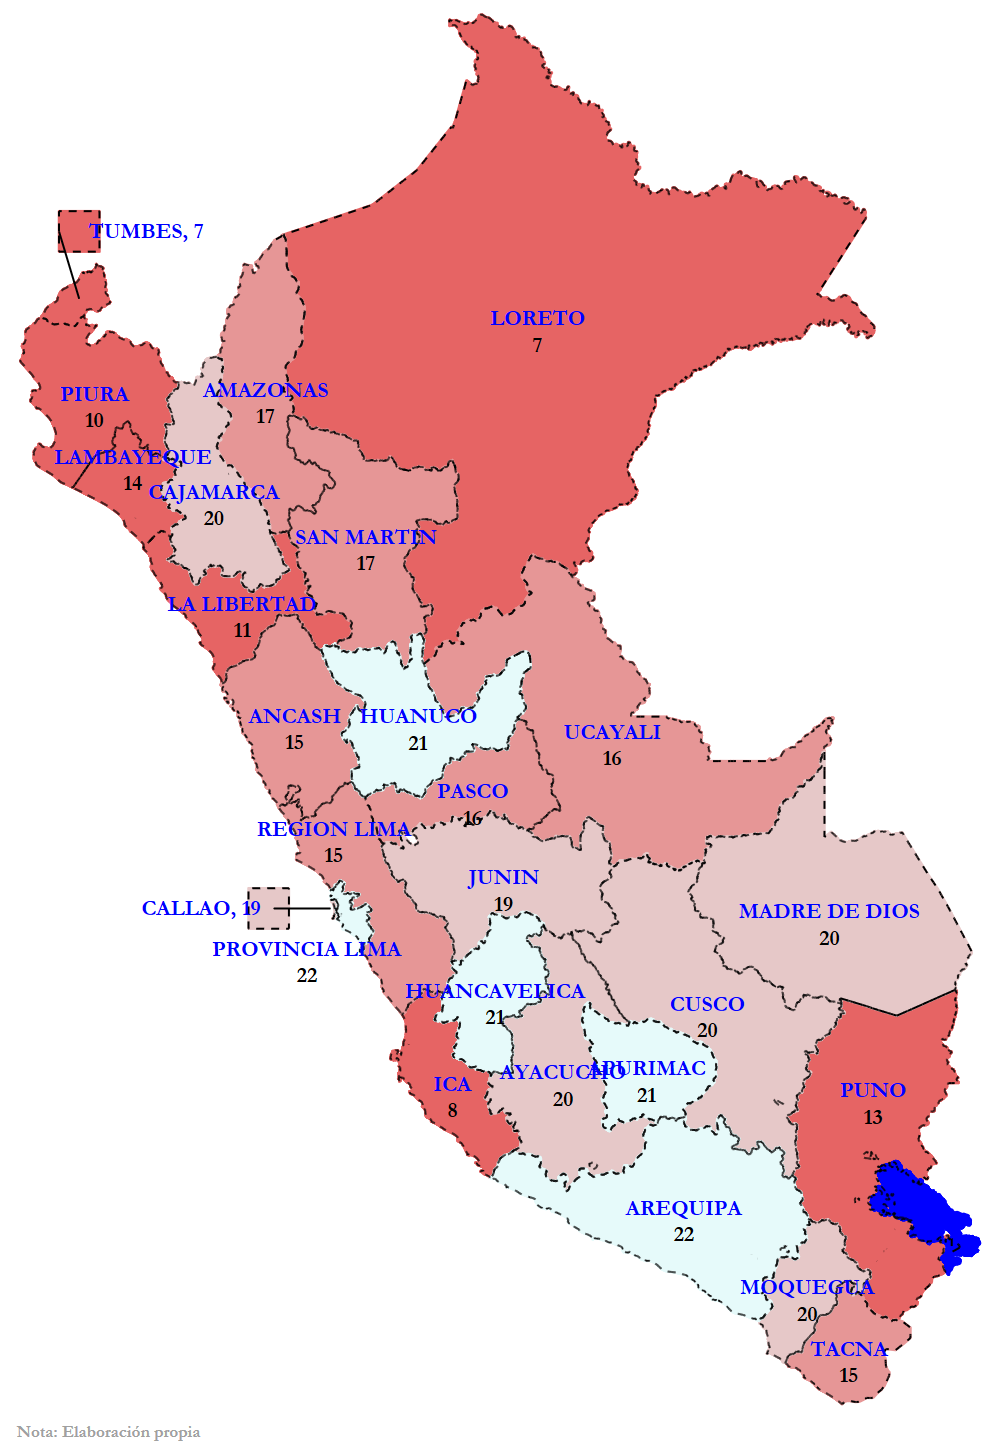 TUMBES, 7
LORETO
7
PIURA
10
AMAZONAS
17
LAMBAYEQUE
14
CAJAMARCA
20
SAN MARTIN
17
LA LIBERTAD
11
ANCASH
15
HUANUCO
21
UCAYALI
16
PASCO
16
REGION LIMA
15
JUNIN
19
CALLAO, 19
MADRE DE DIOS
20
PROVINCIA LIMA
22
HUANCAVELICA
21
CUSCO
20
AYACUCHO
20
APURIMAC
21
ICA
8
PUNO
13
AREQUIPA
22
MOQUEGUA
20
TACNA
15
Nota: Elaboración propia